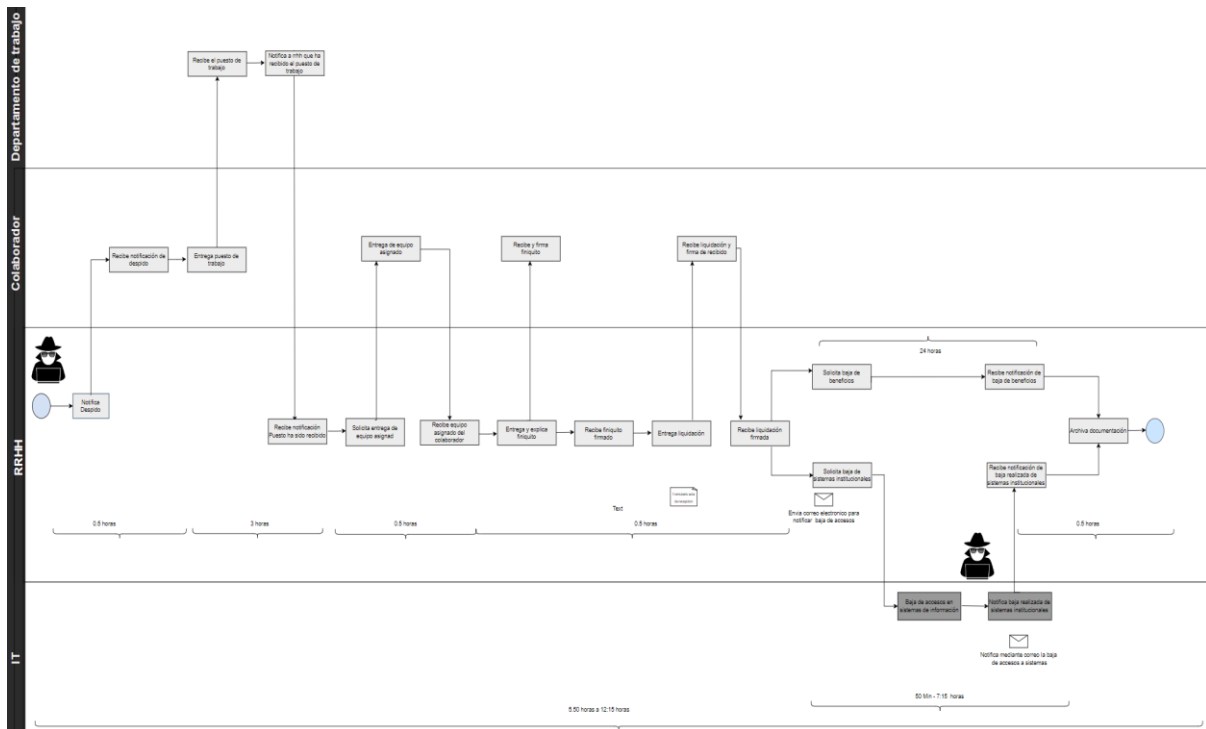 Departamento de trabajo
Recibe el puesto de
trabajo
Notifica a rrhh que ha
recibido el puesto de
trabajo
Colaborador
Recibe notificación de
despido
Entrega puesto de
trabajo
Entrega de equipo
asignado
Recibe y firma
finiquito
Recibe liquidación y
firma de recibido
RRHH
24 horas
Notifica
Despido
Recibe notificación
Puesto ha sido recibido
Solicita entrega de
equipo asignad
Recibe equipo
asignado del
colaborador
Entrega y explica
finiquito
Recibe finiquito
firmado
Entrega liquidación
Recibe liquidación
firmada
Solicita baja de
beneficios
Recibe notificación de
baja de beneficios
Archiva documentación
Solicita baja de
sistemas institucionales
Recibe notificación de
baja realizada de
sistemas institucionales
Text
Envia correo electronico para
notificar baja de accesos
0.5 horas
3 horas
0.5 horas
0.5 horas
0.5 horas
IT
Baja de accesos en
sistemas de información
Notifica baja realizada de
sistemas institucionales
Notifica mediante correo la baja
de accesos a sistemas
50 Min - 7:15 horas
5:50 horas a 12:15 horas